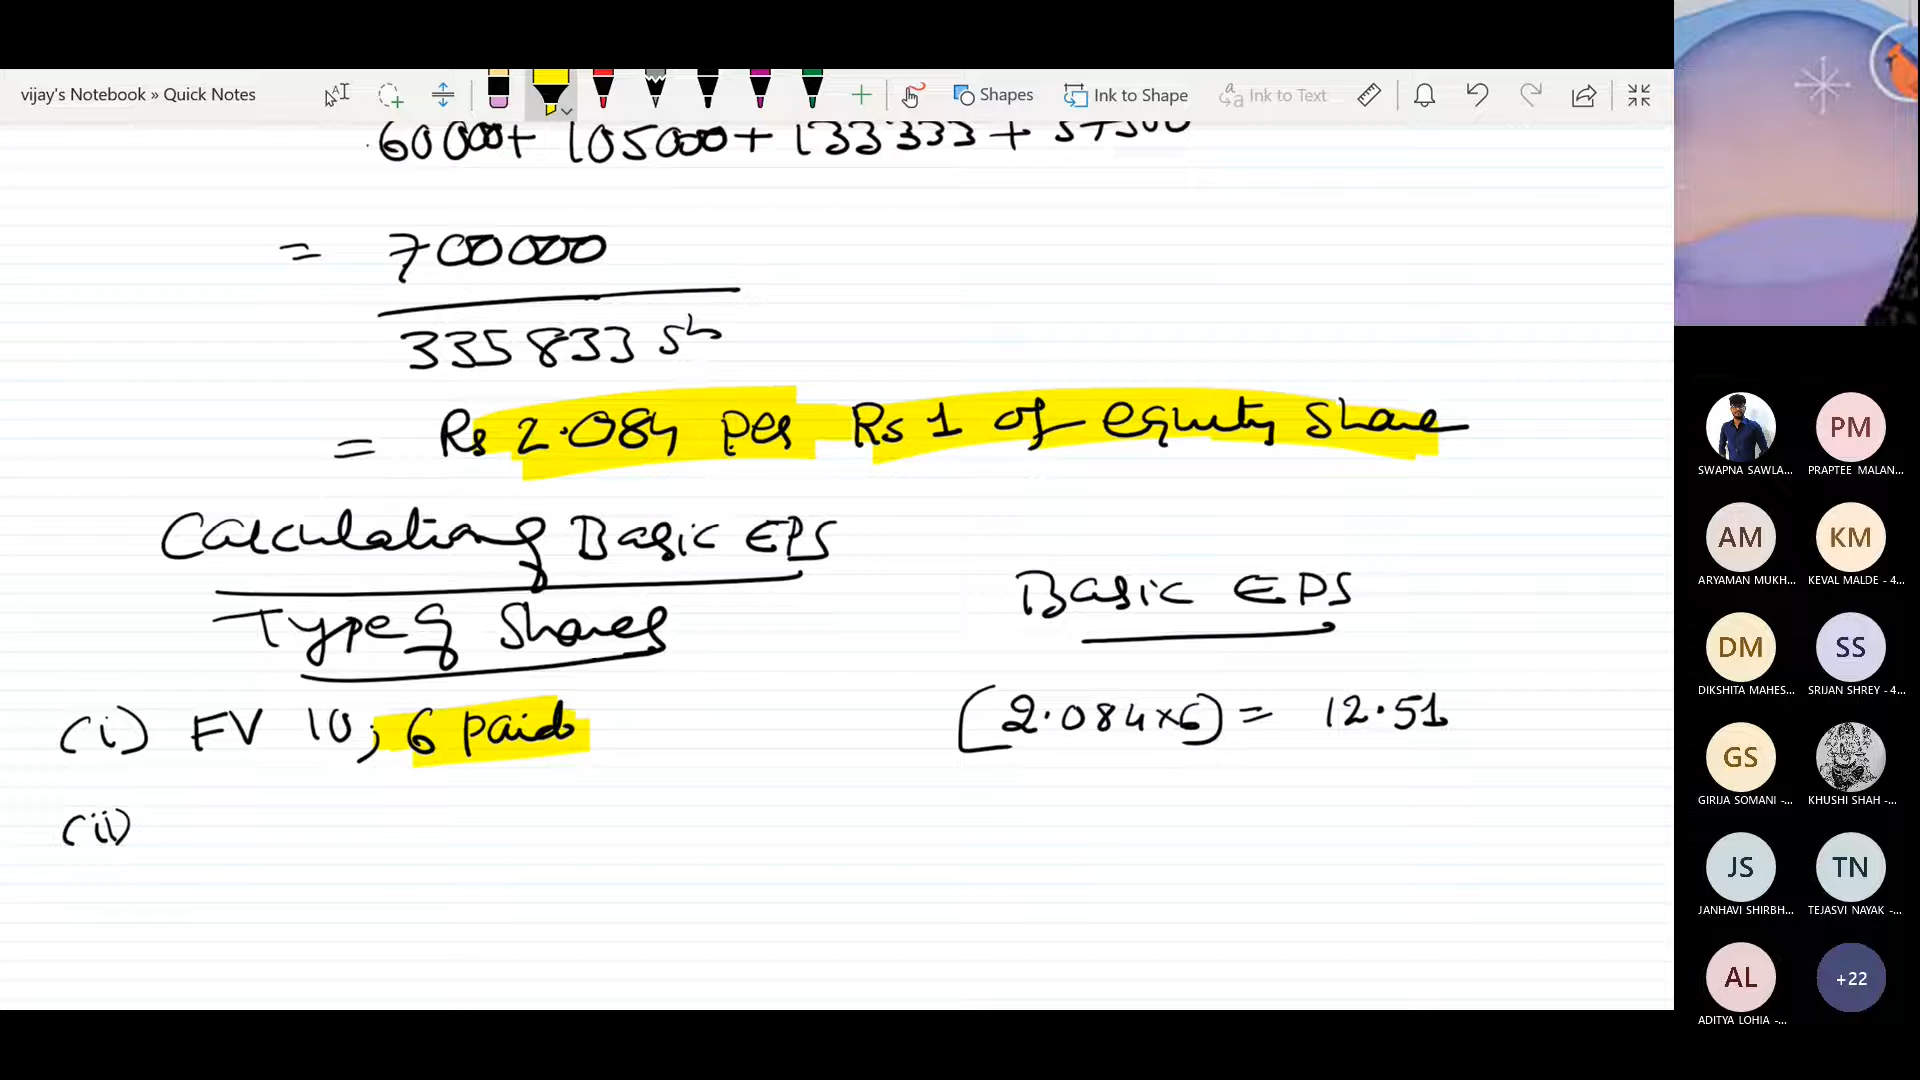 vijay's Notebook » Quick Notes
Shapes
Ink to Shape
Ink to Text
60000+ 105000+ 133333 + 37500
= 700000
335833 sh
= Rs 2.084 per Rs 1 of equity share
Calculation of Basic EPS
Type of Shares
Basic EPS
(i) FV 10; 6 paid
(2.084×6) = 12.51
(ii)
SWAPNA SAWLA...
PM
PRAPTEE MALAN...
AM
ARYAMAN MUKH...
KM
KEVAL MALDE - 4...
DM
DIKSHITA MAHES...
SS
SRIJAN SHREY - 4...
GS
GIRIJA SOMANI -...
KHUSHI SHAH -...
JS
JANHAVI SHIRBH...
TN
TEJASVI NAYAK -...
AL
ADITYA LOHIA -...
+22